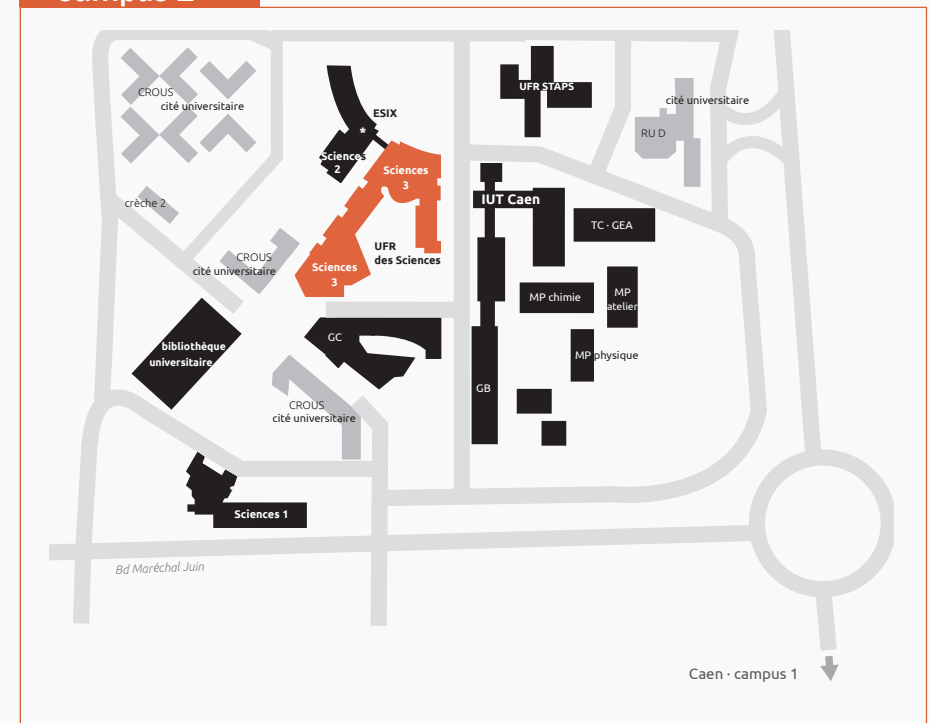 CROUS
cité universitaire
ESIX
*
Sciences
2
Sciences
3
UFR STAPS
cité universitaire
RU D
crèche 2
IUT Caen
TC · GEA
CROUS
cité universitaire
UFR
des Sciences
Sciences
3
MP chimie
MP
atelier
GC
bibliothèque
universitaire
MP physique
GB
CROUS
cité universitaire
Sciences 1
Bd Maréchal Juin
Caen · campus 1